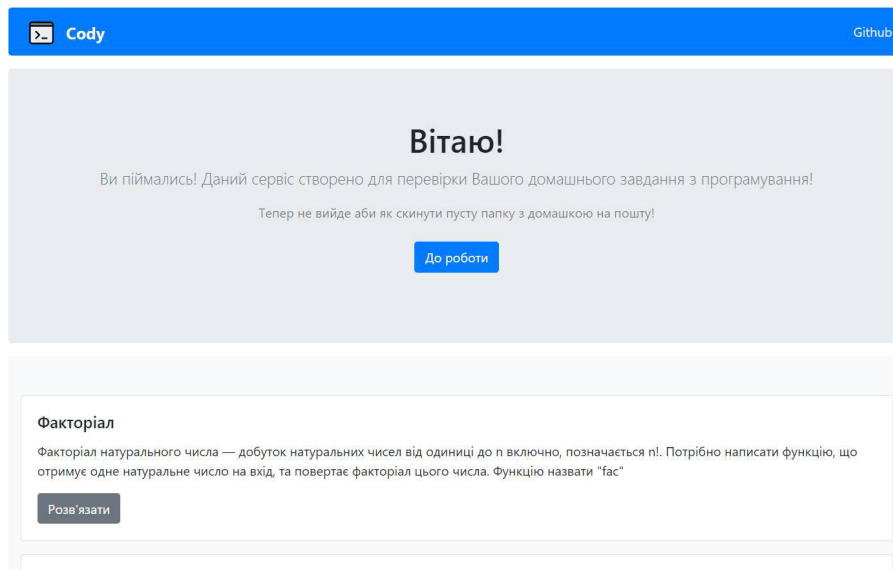 Cody
Github
Вітаю!
Ви піймались! Даний сервіс створено для перевірки Вашого домашнього завдання з програмування!
Тепер не вийде аби як скинути пусту папку з домашкою на пошту!
До роботи
Факторіал
Факторіал натурального числа — добуток натуральних чисел від одиниці до n включно, позначається n!. Потрібно написати функцію, що
отримує одне натуральне число на вхід, та повертає факторіал цього числа. Функцію назвати "fac"
Розв'язати